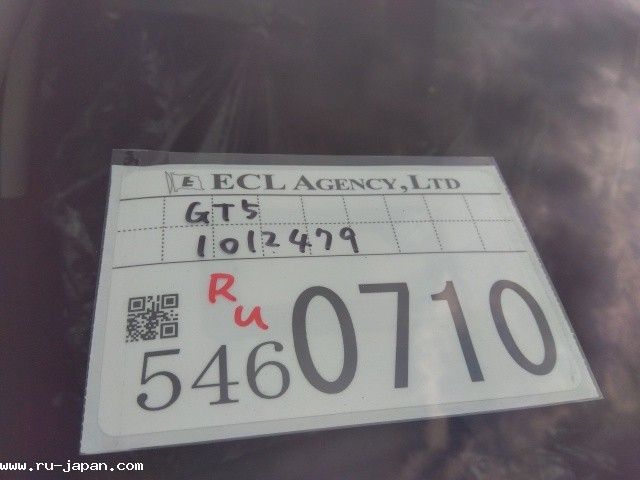 E ECL AGENCY, LTD
GT5
1012479
RU
5460710
www.ru-japan.com